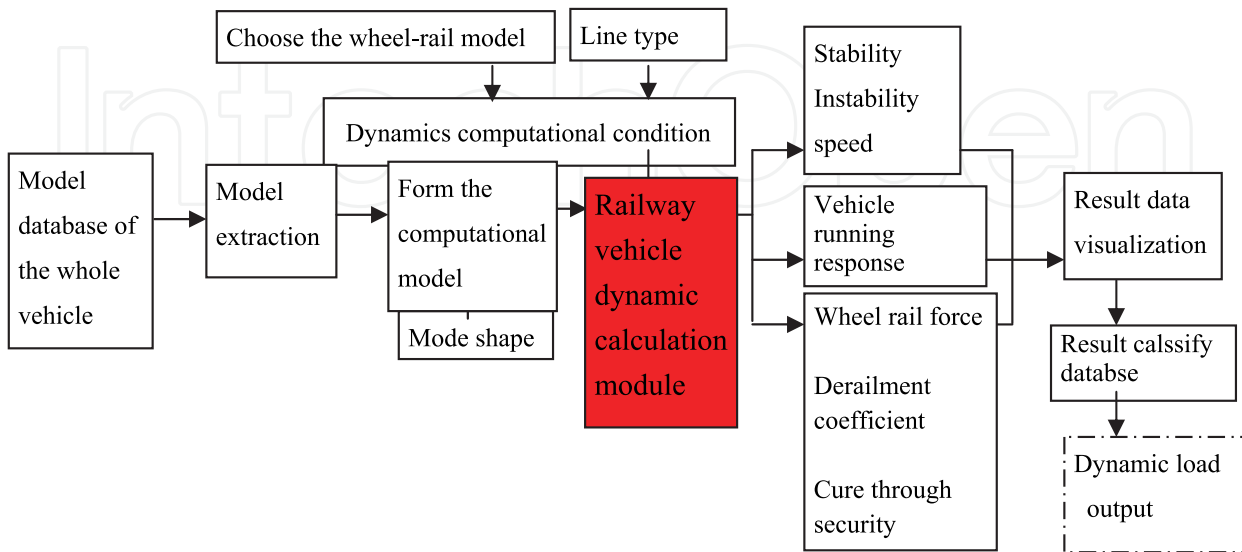 Choose the wheel-rail model
Line type
Dynamics computational condition
Model
database of
the whole
vehicle
Model
extraction
Form the
computational
model
Mode shape
Railway
vehicle
dynamic
calculation
module
Stability
Instability
speed
Vehicle
running
response
Wheel rail force
Derailment
coefficient
Cure through
security
Result data
visualization
Result calssify
databse
Dynamic load
output
IntechOpen